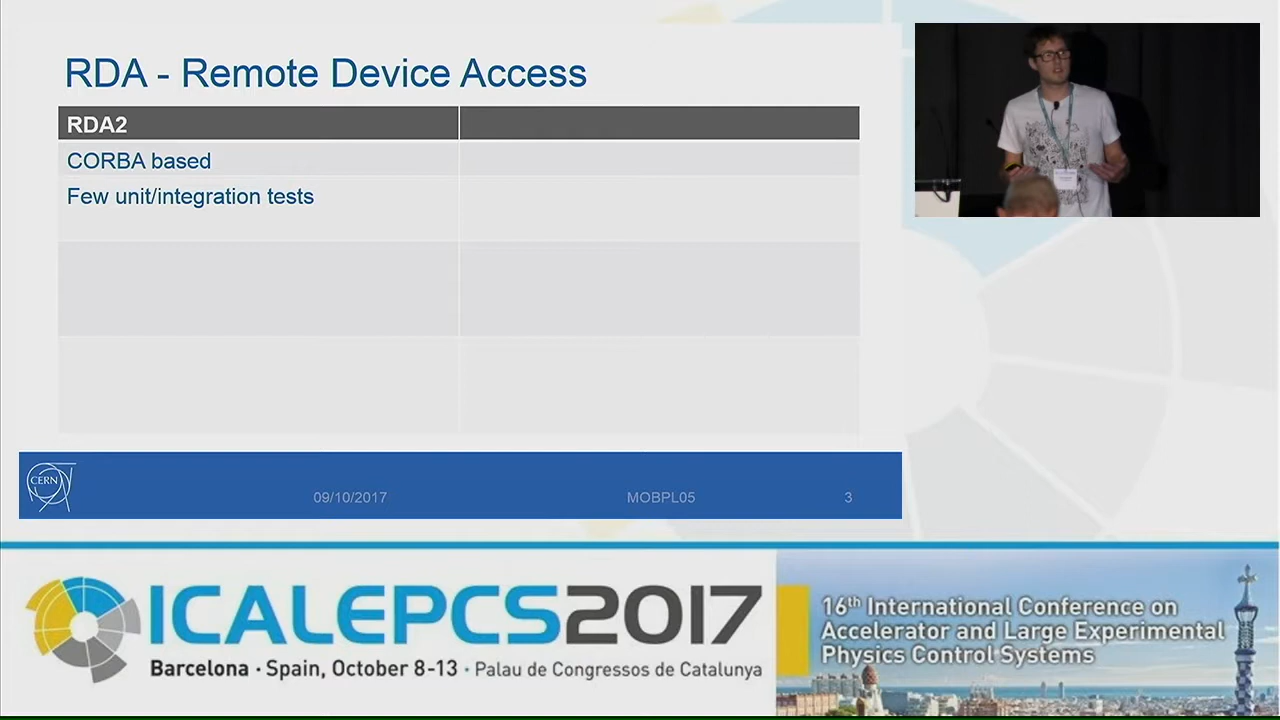 RDA - Remote Device Access
RDA2
CORBA based
Few unit/integration tests
CERN
09/10/2017
MOBPL05
3
ICALEPCS2017
Barcelona · Spain, October 8-13 · Palau de Congressos de Catalunya
16th International Conference on
Accelerator and Large Experimental
Physics Control Systems